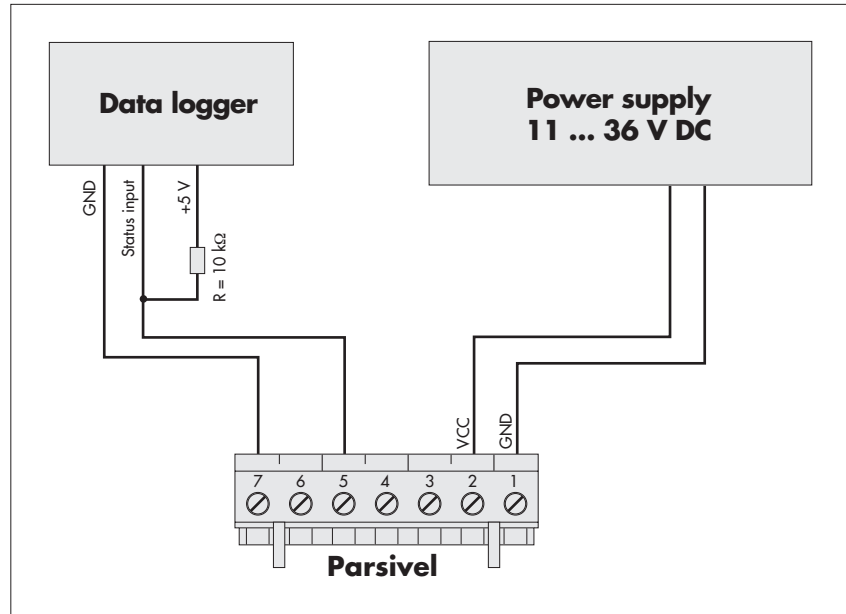 Data logger
Power supply
11 ... 36 V DC
GND
Status input
+5 V
R = 10 kΩ
VCC
GND
7 6 5 4 3 2 1
Parsivel